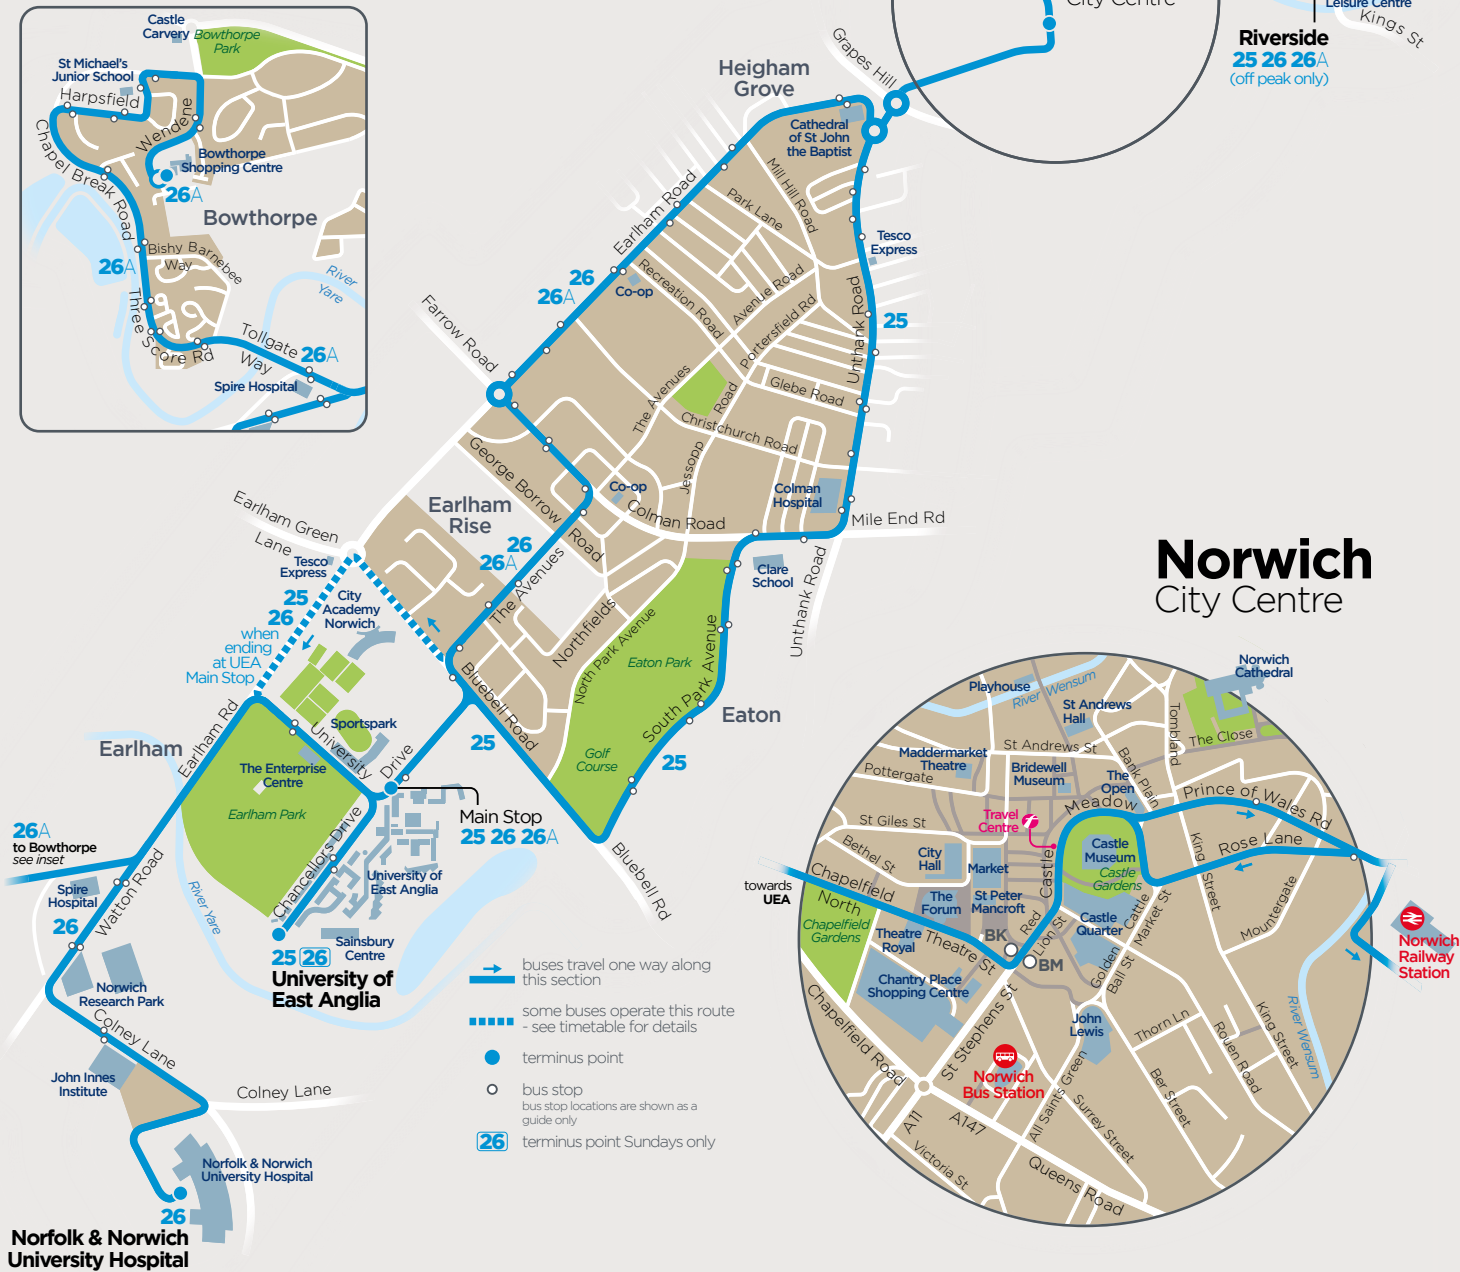 Castle
Carvery
Bowthorpe
Park
St Michael's
Junior School
Harpsfield
Wendene
Chapel Break Road
Bowthorpe
Shopping Centre
26A
Bowthorpe
Bishy Barnebee
Way
26A
River
Yare
Three Score Rd
Tollgate
Way
26A
Spire Hospital
City Centre
Leisure Centre
Kings St
Riverside
25 26 26A
(off peak only)
Grapes Hill
Heigham
Grove
Cathedral
of St John
the Baptist
Mill Hill Road
Park Lane
Earlham Road
Tesco
Express
26
26A
Co-op
Recreation Road
Avenue Road
Portersfield Rd
Unthank Road
25
Farrow Road
The Avenues
Glebe Road
Christchurch Road
Jessopp
Road
George Borrow
Road
Co-op
Colman Road
Colman
Hospital
Mile End Rd
Earlham
Rise
Earlham Green
Lane
Tesco
Express
26
26A
The Avenues
Clare
School
Unthank Road
25
26
when
ending
at UEA
Main Stop
City
Academy
Norwich
Northfields
North Park Avenue
Eaton Park
South Park Avenue
Bluebell Road
Eaton
Golf
Course
25
25
Earlham
Earlham Rd
Sportspark
University
Drive
The Enterprise
Centre
Earlham Park
Main Stop
25 26 26A
Bluebell Rd
26A
to Bowthorpe
see inset
Spire
Hospital
26
Watton Road
River Yare
Chancellors Drive
University of
East Anglia
Sainsbury
Centre
25 26
University of
East Anglia
Norwich
Research Park
Colney Lane
John Innes
Institute
Colney Lane
Norfolk & Norwich
University Hospital
26
Norfolk & Norwich
University Hospital
buses travel one way along
this section
some buses operate this route
- see timetable for details
terminus point
bus stop
bus stop locations are shown as a
guide only
26
terminus point Sundays only
Norwich
City Centre
Norwich
Cathedral
Playhouse
River Wensum
St Andrews
Hall
Tombland
The Close
Maddermarket
Theatre
St Andrews St
Bank Plain
Pottergate
Bridewell
Museum
The
Open
Prince of Wales Rd
Travel
Centre
Meadow
St Giles St
Rose Lane
Bethel St
City
Hall
Market
Castle
Castle
Museum
Castle
Gardens
King
Street
towards
UEA
Chapelfield
North
The
Forum
St Peter
Mancroft
Cattle
Market St
Mountergate
Chapelfield
Gardens
Theatre
Royal
Theatre St
BK
Red
Lion St
BM
Castle
Quarter
Golden
Ball St
Norwich
Railway
Station
Chantry Place
Shopping Centre
Chapelfield Road
St Stephens St
John
Lewis
Thorn Ln
Rouen Road
King Street
River Wensum
Norwich
Bus Station
All Saints Green
Ber Street
Surrey Street
A11
A147
Victoria St
Queens Road